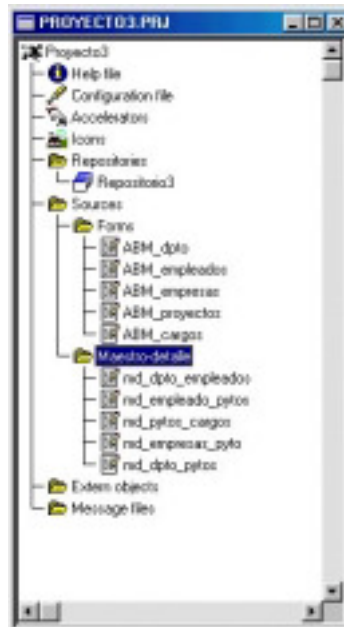 PROYECTO3.PRJ
Proyecto3
Help file
Configuration file
Accelerators
Icons
Repositories
Repositorio3
Sources
Forms
ABM_dpto
ABM_empleados
ABM_empresas
ABM_proyectos
ABM_cargos
Maestro-detalle
md_dpto_empleados
md_empleado_pytos
md_pytos_cargos
md_empresas_pyto
md_dpto_pytos
Extern objects
Message files